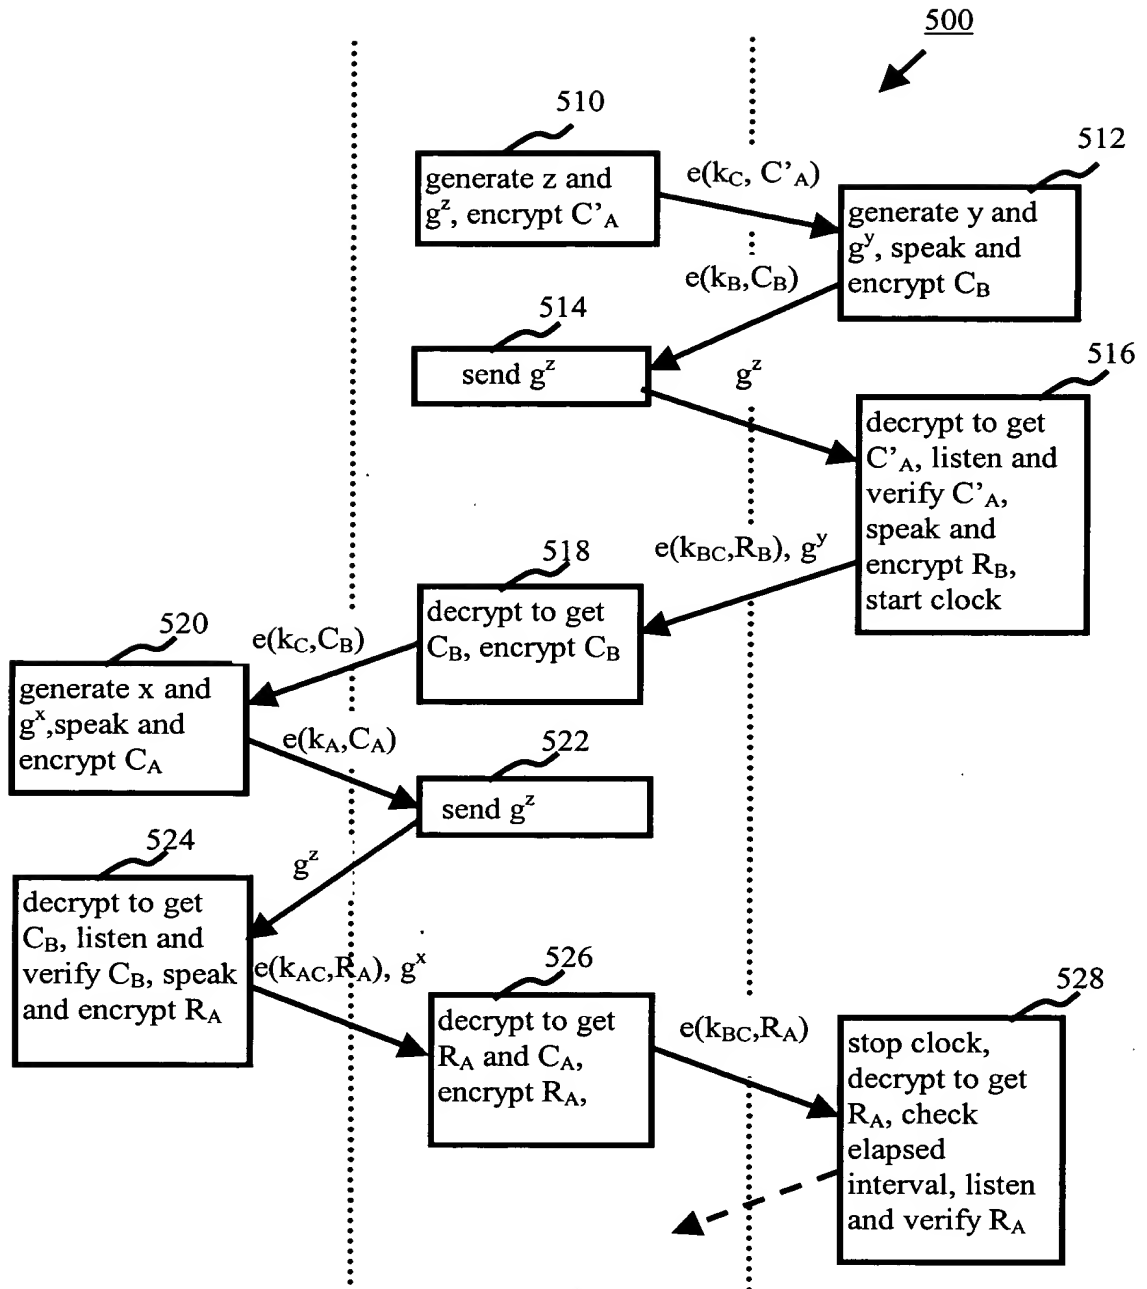 500
510
generate z and
g^z, encrypt C'_A
e(k_C, C'_A)
512
generate y and
g^y, speak and
encrypt C_B
e(k_B,C_B)
514
send g^z
g^z
516
decrypt to get
C'_A, listen and
verify C'_A,
speak and
encrypt R_B,
start clock
e(k_BC,R_B), g^y
518
decrypt to get
C_B, encrypt C_B
e(k_C,C_B)
520
generate x and
g^x,speak and
encrypt C_A
e(k_A,C_A)
522
send g^z
g^z
524
decrypt to get
C_B, listen and
verify C_B, speak
and encrypt R_A
e(k_AC,R_A), g^x
526
decrypt to get
R_A and C_A,
encrypt R_A,
e(k_BC,R_A)
528
stop clock,
decrypt to get
R_A, check
elapsed
interval, listen
and verify R_A